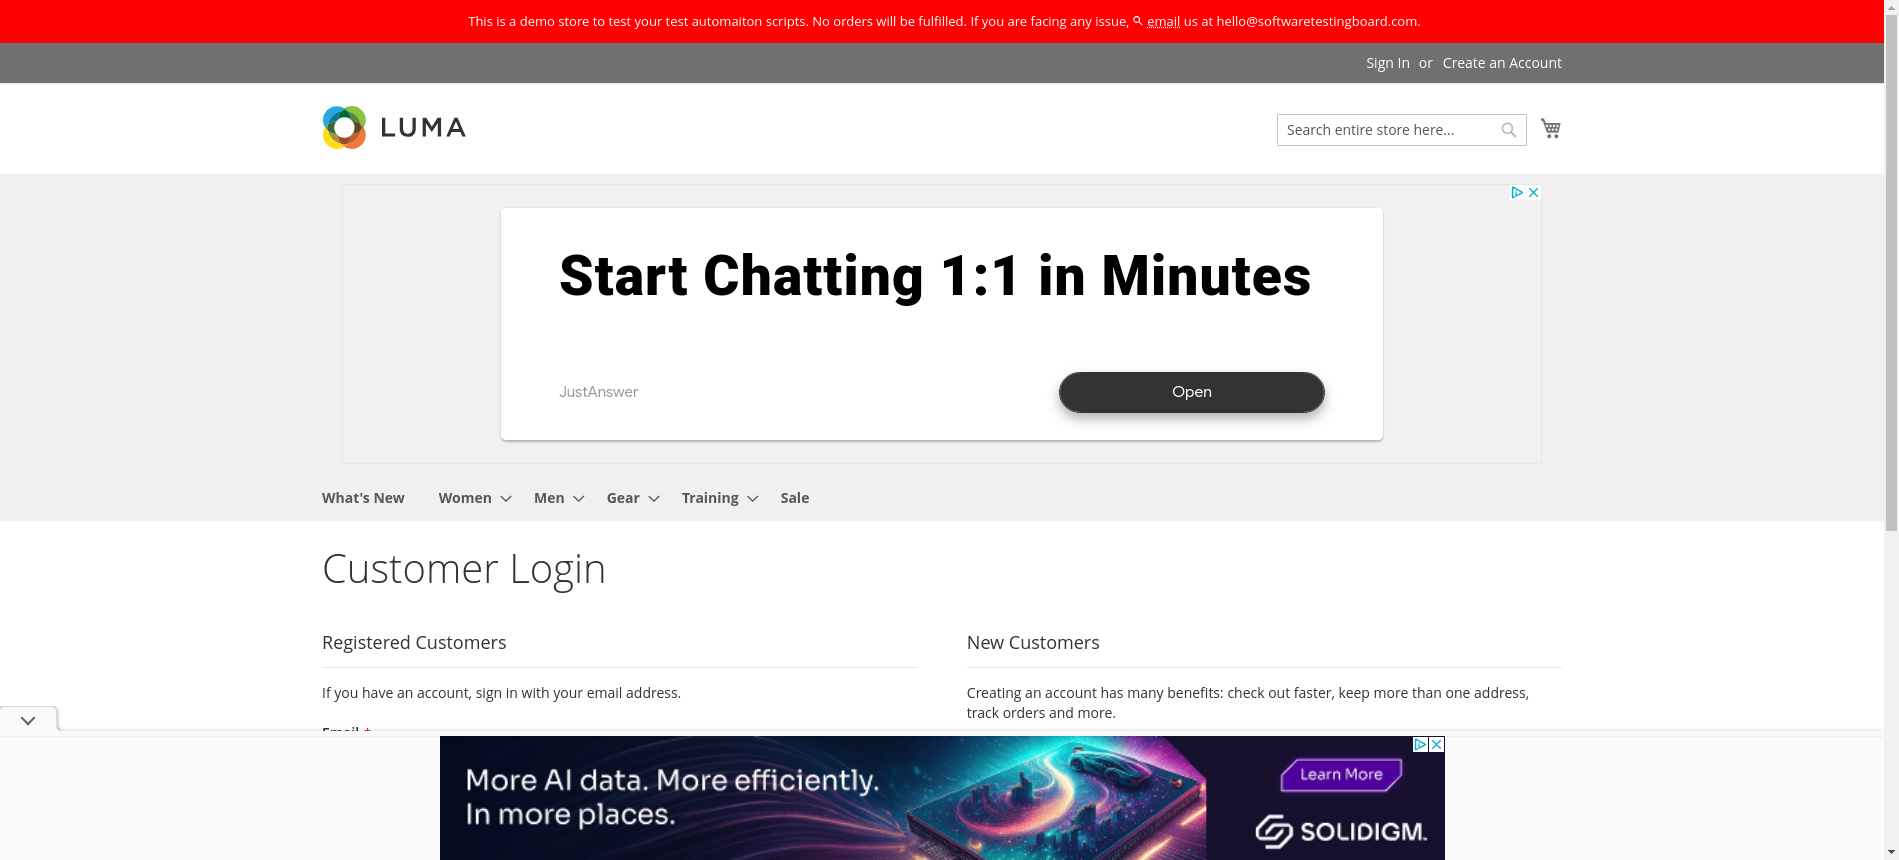 This is a demo store to test your test automaiton scripts. No orders will be fulfilled. If you are facing any issue, email us at hello@softwaretestingboard.com.
Sign In or Create an Account
LUMA
Search entire store here...
Start Chatting 1:1 in Minutes
JustAnswer
Open
What's New Women Men Gear Training Sale
Customer Login
Registered Customers
If you have an account, sign in with your email address.
Email *
New Customers
Creating an account has many benefits: check out faster, keep more than one address,
track orders and more.
More AI data. More efficiently.
In more places.
Learn More
SOLIDIGM.